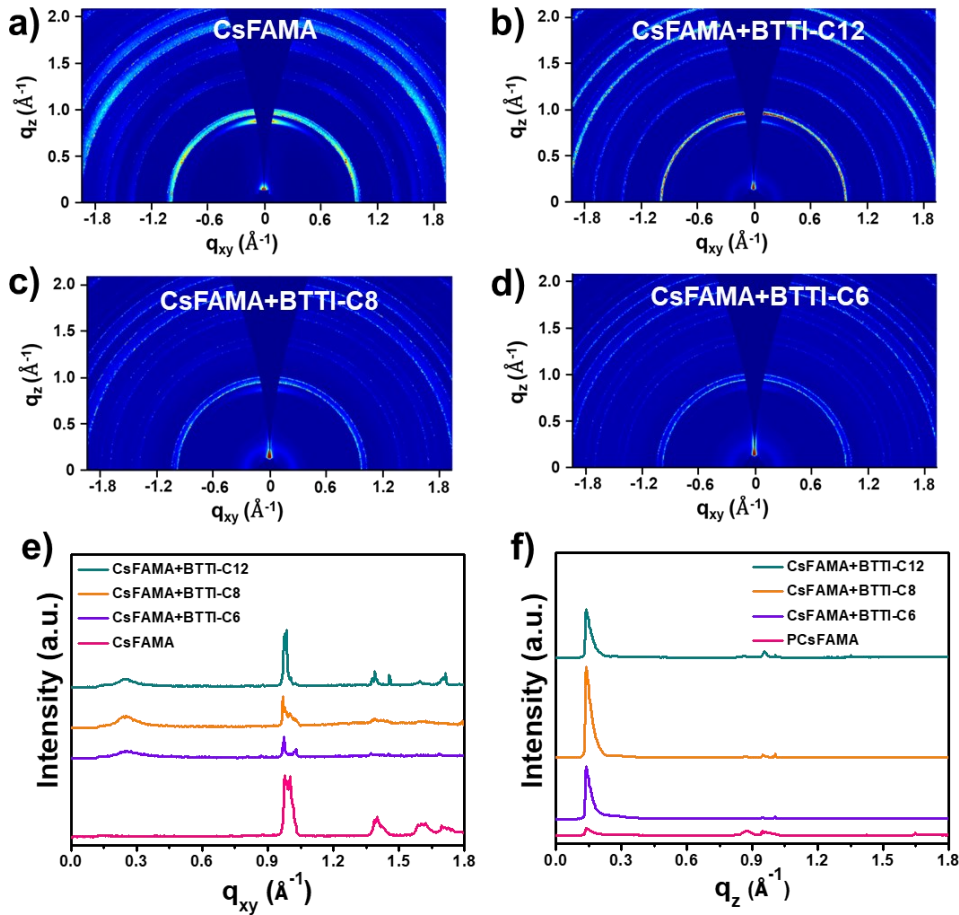 a)
CsFAMA
2.0
1.5
1.0
0.5
0
qz (Å-1)
-1.8 -1.2 -0.6 0 0.6 1.2 1.8
qxy (Å-1)
b)
CsFAMA+BTTI-C12
2.0
1.5
1.0
0.5
0
qz (Å-1)
-1.8 -1.2 -0.6 0 0.6 1.2 1.8
qxy (Å-1)
c)
CsFAMA+BTTI-C8
2.0
1.5
1.0
0.5
0
qz (Å-1)
-1.8 -1.2 -0.6 0 0.6 1.2 1.8
qxy (Å-1)
d)
CsFAMA+BTTI-C6
2.0
1.5
1.0
0.5
0
qz (Å-1)
-1.8 -1.2 -0.6 0 0.6 1.2 1.8
qxy (Å-1)
e)
CsFAMA+BTTI-C12
CsFAMA+BTTI-C8
CsFAMA+BTTI-C6
CsFAMA
Intensity (a.u.)
0.0 0.3 0.6 0.9 1.2 1.5 1.8
qxy (Å-1)
f)
CsFAMA+BTTI-C12
CsFAMA+BTTI-C8
CsFAMA+BTTI-C6
PCsFAMA
Intensity (a.u.)
0.0 0.3 0.6 0.9 1.2 1.5 1.8
qz (Å-1)